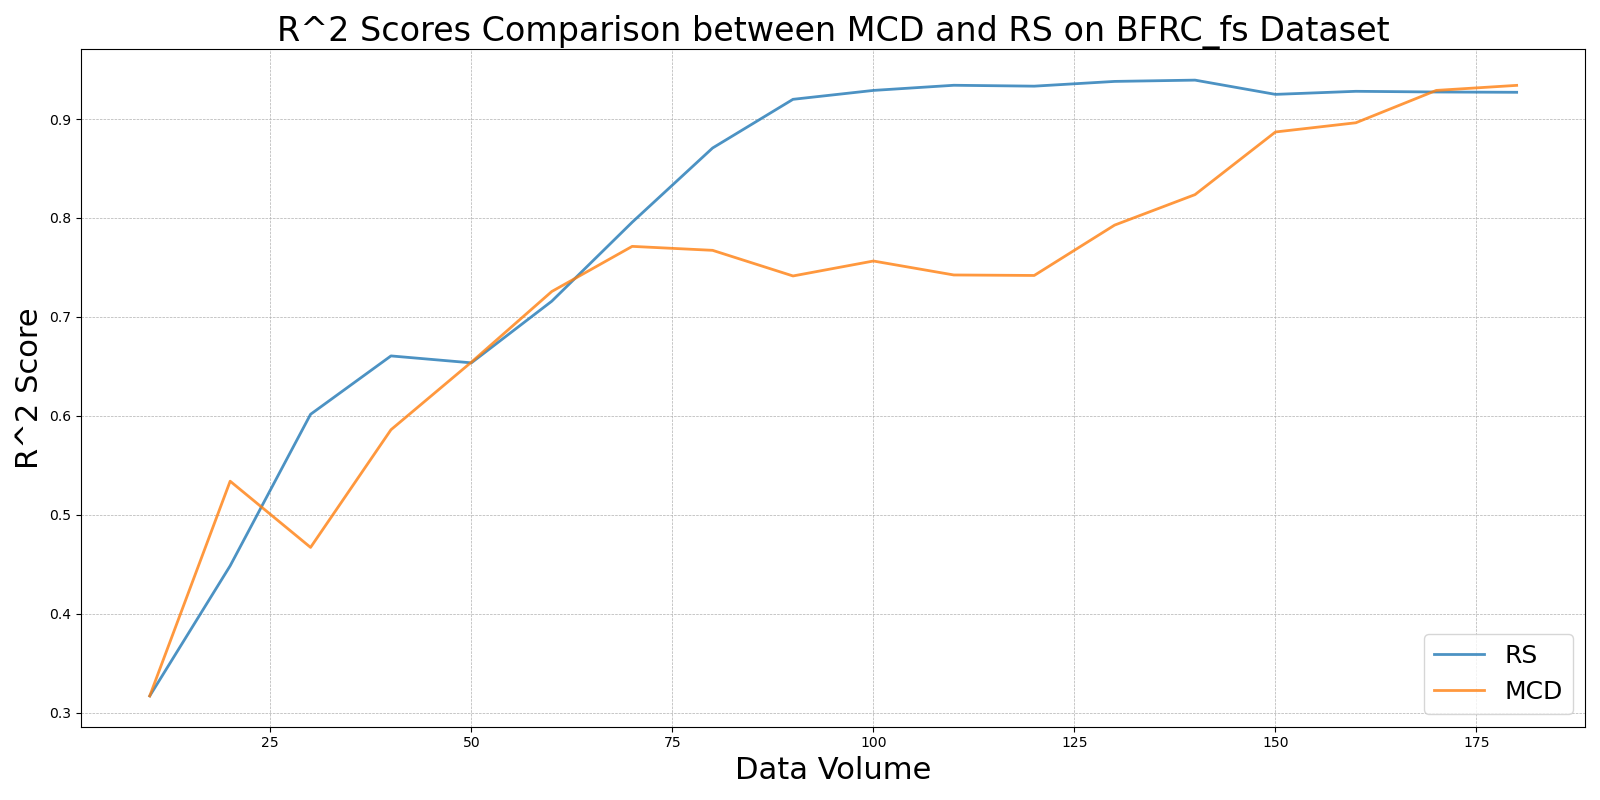 R^2 Scores Comparison between MCD and RS on BFRC_fs Dataset
R^2 Score
0.9
0.8
0.7
0.6
0.5
0.4
0.3
RS
MCD
25 50 75 100 125 150 175
Data Volume